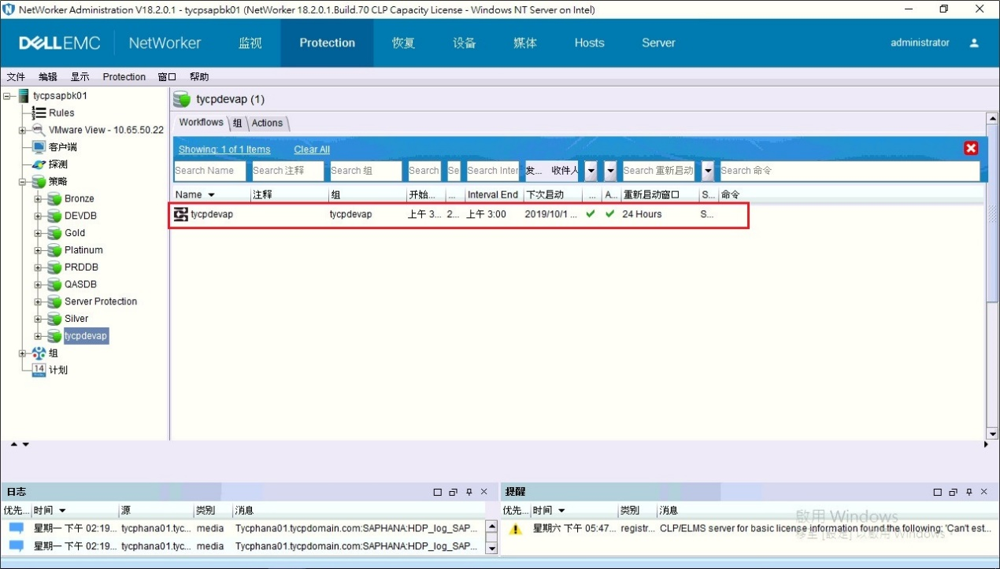 NetWorker Administration V18.2.0.1 - tycpsapbk01 (NetWorker 18.2.0.1.Build.70 CLP Capacity License - Windows NT Server on Intel)
DELLEMC NetWorker 监视 Protection 恢复 设备 媒体 Hosts Server administrator
文件 编辑 显示 Protection 窗口 帮助
tycpsapbk01
Rules
VMware View - 10.65.50.22
客户端
探测
策略
Bronze
DEVDB
Gold
Platinum
PRDDB
QASDB
Server Protection
Silver
tycpdevap
组
14 计划
tycpdevap (1)
Workflows 组 Actions
Showing: 1 of 1 Items Clear All
Search Name Search 注释 Search 组 Search Se Search Inter 发... 收件人 Search 重新启动 Search 命令
Name 注释 组 开始... ... Interval End 下次启动 ... A... 重新启动窗口 S... 命令
tycpdevap tycpdevap 上午 3... 2... 上午 3:00 2019/10/1 ... 24 Hours S...
日志
优先... 时间 源 类别 消息
星期一 下午 02:19... tycphana01.tyc... media Tycphana01.tycpdomain.com:SAPHANA:HDP_log_SAP...
星期一 下午 02:19... tycphana01.tyc... media Tycphana01.tycpdomain.com:SAPHANA:HDP_log_SAP...
提醒
优先... 时间 类别 消息
星期六 下午 05:47... registr... CLP/ELMS server for basic license information found the following: 'Can't est...
啟用 Windows
移至 [設定] 以啟用 Windows。